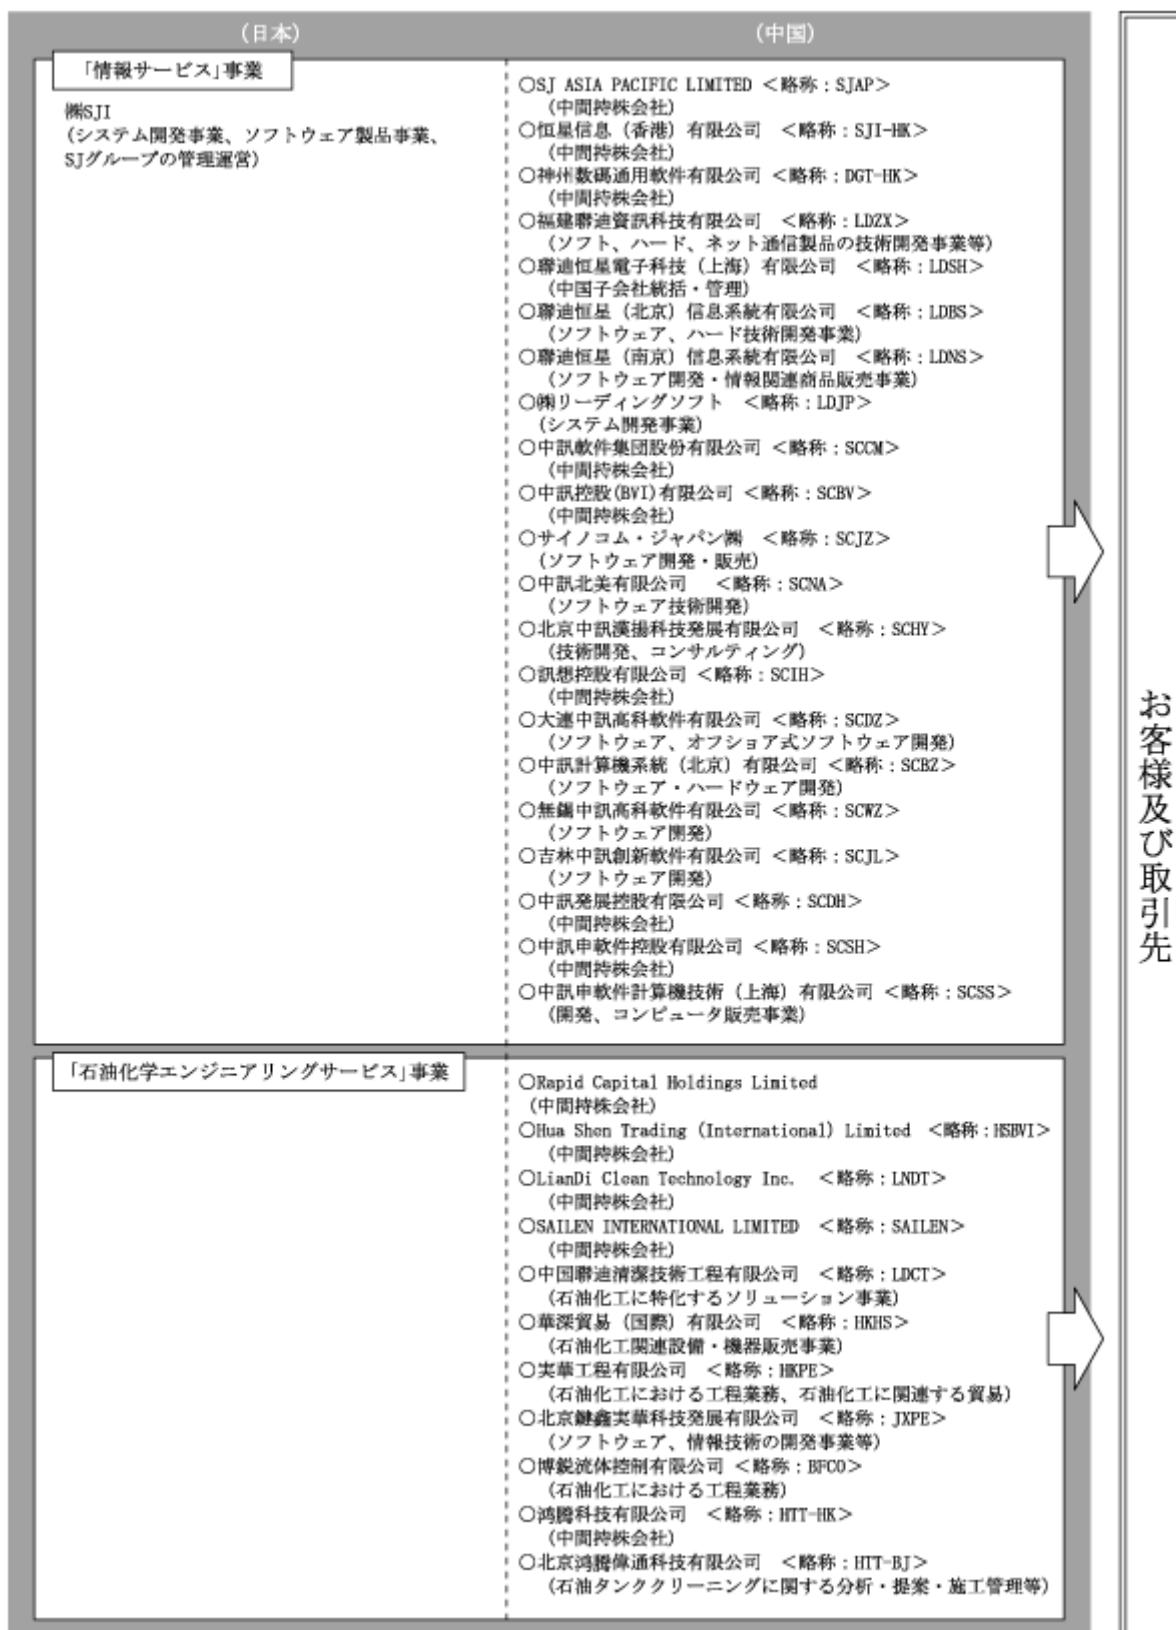 (日本)
(中国)
「情報サービス」事業
㈱SJI
(システム開発事業、ソフトウェア製品事業、
SJグループの管理運営)
○SJ ASIA PACIFIC LIMITED <略称：SJAP>
(中間持株会社)
○恒星信息（香港）有限公司 <略称：SJI-HK>
(中間持株会社)
○神州数碼通用軟件有限公司 <略称：DGT-HK>
(中間持株会社)
○福建聯迪資訊科技有限公司 <略称：LDZX>
(ソフト、ハード、ネット通信製品の技術開発事業等)
○聯迪恒星電子科技（上海）有限公司 <略称：LDSH>
(中国子会社統括・管理)
○聯迪恒星（北京）信息系統有限公司 <略称：LDBS>
(ソフトウェア、ハード技術開発事業)
○聯迪恒星（南京）信息系統有限公司 <略称：LDNS>
(ソフトウェア開発・情報関連商品販売事業)
○㈱リーディングソフト <略称：LDJP>
(システム開発事業)
○中訊軟件集団股份有限公司 <略称：SCCM>
(中間持株会社)
○中訊控股(BVI)有限公司 <略称：SCBV>
(中間持株会社)
○サイノコム・ジャパン㈱ <略称：SCJZ>
(ソフトウェア開発・販売)
○中訊北美有限公司 <略称：SCNA>
(ソフトウェア技術開発)
○北京中訊漢揚科技発展有限公司 <略称：SCHY>
(技術開発、コンサルティング)
○訊想控股有限公司 <略称：SCIH>
(中間持株会社)
○大連中訊高科軟件有限公司 <略称：SCDZ>
(ソフトウェア、オフショア式ソフトウェア開発)
○中訊計算機系統（北京）有限公司 <略称：SCBZ>
(ソフトウェア・ハードウェア開発)
○無錫中訊高科軟件有限公司 <略称：SCWZ>
(ソフトウェア開発)
○吉林中訊創新軟件有限公司 <略称：SCJL>
(ソフトウェア開発)
○中訊発展控股有限公司 <略称：SCDH>
(中間持株会社)
○中訊申軟件控股有限公司 <略称：SCSH>
(中間持株会社)
○中訊申軟件計算機技術（上海）有限公司 <略称：SCSS>
(開発、コンピュータ販売事業)
「石油化学エンジニアリングサービス」事業
○Rapid Capital Holdings Limited
(中間持株会社)
○Hua Shen Trading (International) Limited <略称：HSBVI>
(中間持株会社)
○LianDi Clean Technology Inc. <略称：LNDT>
(中間持株会社)
○SAILEN INTERNATIONAL LIMITED <略称：SAILEN>
(中間持株会社)
○中国聯迪清潔技術工程有限公司 <略称：LDCT>
(石油化工に特化するソリューション事業)
○華深貿易（国際）有限公司 <略称：HKHS>
(石油化工関連設備・機器販売事業)
○実華工程有限公司 <略称：HKPE>
(石油化工における工程業務、石油化工に関連する貿易)
○北京鍵鑫実華科技発展有限公司 <略称：JXPE>
(ソフトウェア、情報技術の開発事業等)
○博鋭流体控制有限公司 <略称：BFCO>
(石油化工における工程業務)
○鴻騰科技有限公司 <略称：HTT-HK>
(中間持株会社)
○北京鴻騰偉通科技有限公司 <略称：HTT-BJ>
(石油タンククリーニングに関する分析・提案・施工管理等)
お客様及び取引先